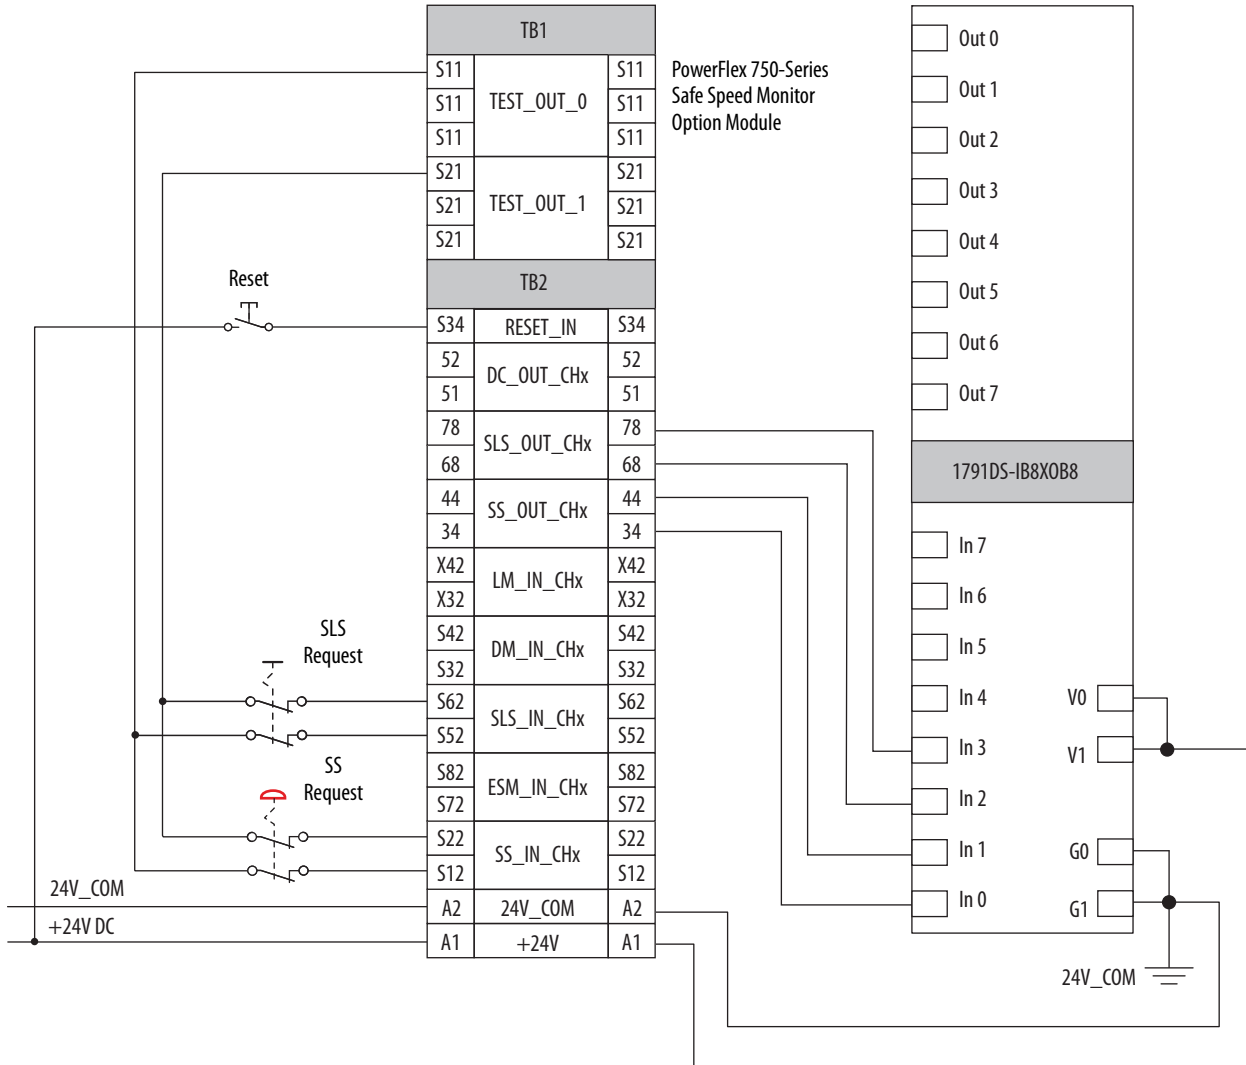 TB1
S11 S11
S11 TEST_OUT_0 S11
S11 S11
S21 S21
S21 TEST_OUT_1 S21
S21 S21
TB2
S34 RESET_IN S34
52 52
DC_OUT_CHx
51 51
78 78
SLS_OUT_CHx
68 68
44 44
SS_OUT_CHx
34 34
X42 X42
LM_IN_CHx
X32 X32
S42 S42
DM_IN_CHx
S32 S32
S62 S62
SLS_IN_CHx
S52 S52
S82 S82
ESM_IN_CHx
S72 S72
S22 S22
SS_IN_CHx
S12 S12
A2 24V_COM A2
A1 +24V A1
Reset
SLS
Request
SS
Request
24V_COM
+24V DC
PowerFlex 750-Series
Safe Speed Monitor
Option Module
Out 0
Out 1
Out 2
Out 3
Out 4
Out 5
Out 6
Out 7
1791DS-IB8XOB8
In 7
In 6
In 5
In 4 V0
In 3 V1
In 2
In 1 G0
In 0 G1
24V_COM